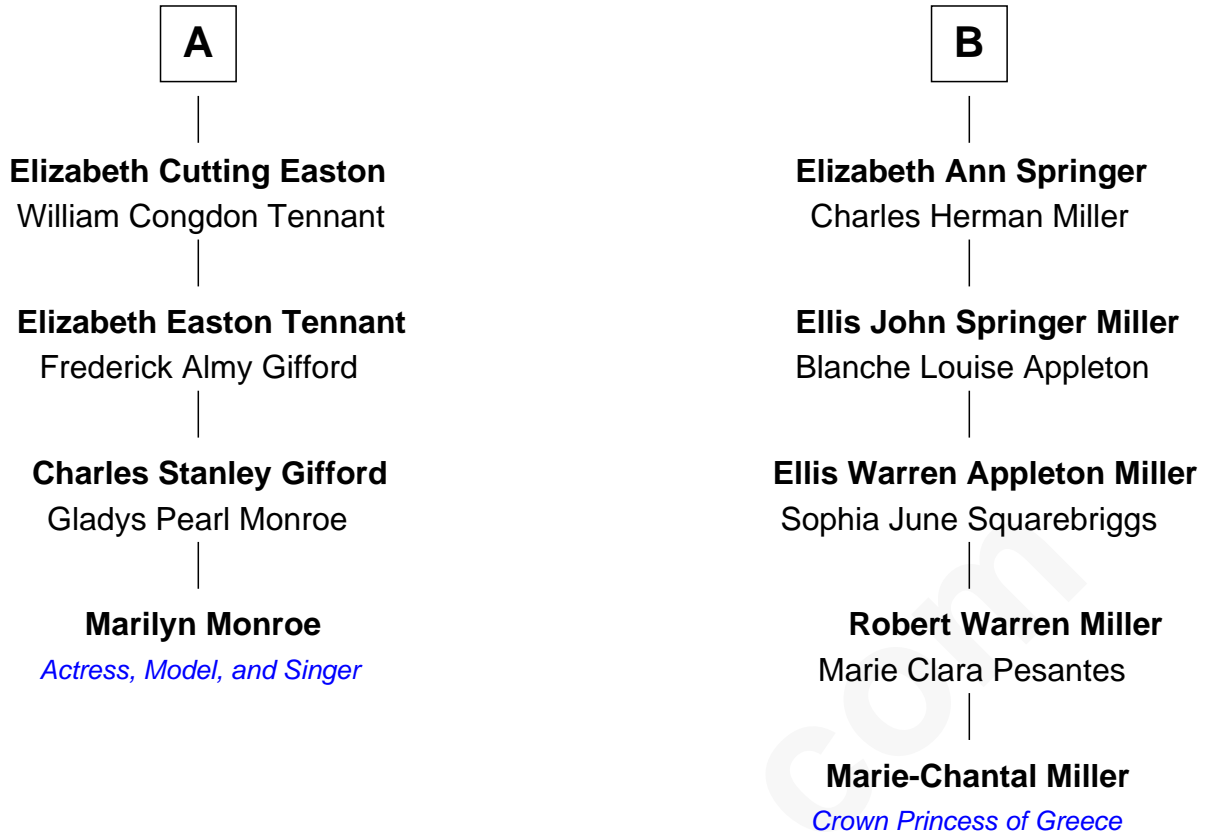 A
Elizabeth Cutting Easton
William Congdon Tennant
Elizabeth Easton Tennant
Frederick Almy Gifford
Charles Stanley Gifford
Gladys Pearl Monroe
Marilyn Monroe
Actress, Model, and Singer
B
Elizabeth Ann Springer
Charles Herman Miller
Ellis John Springer Miller
Blanche Louise Appleton
Ellis Warren Appleton Miller
Sophia June Squarebriggs
Robert Warren Miller
Marie Clara Pesantes
Marie-Chantal Miller
Crown Princess of Greece
com